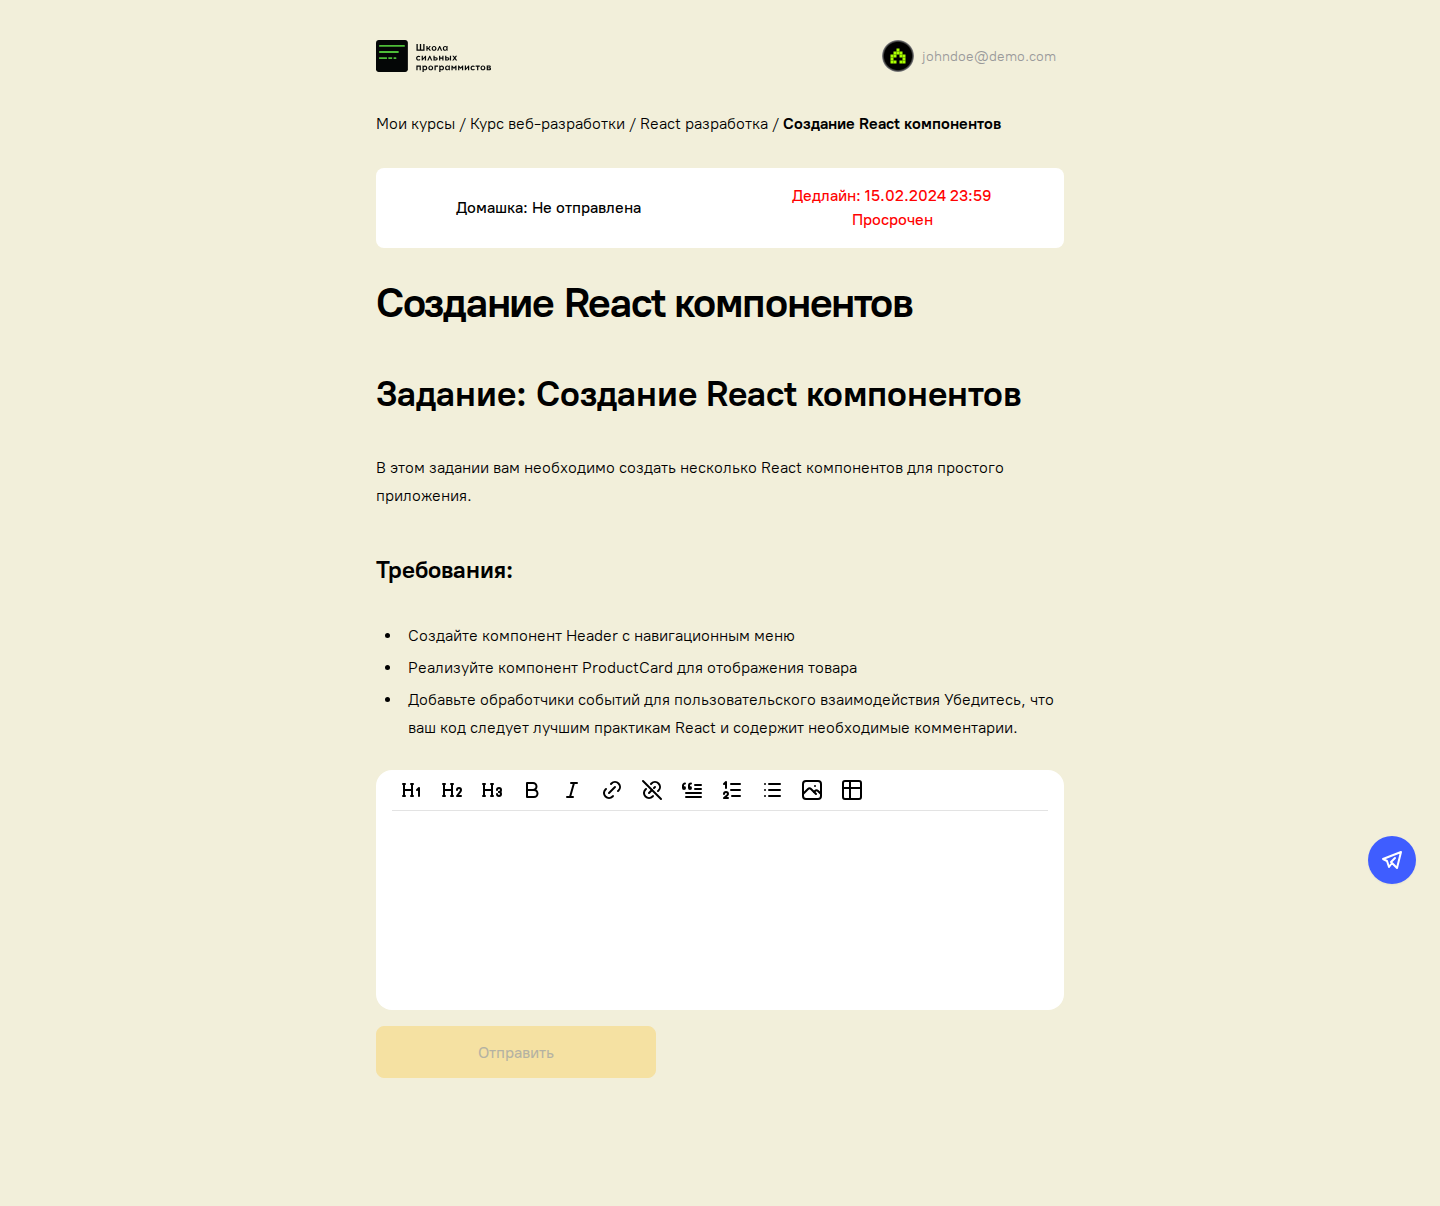 Школа
сильных
программистов
johndoe@demo.com
Мои курсы / Курс веб-разработки / React разработка / Создание React компонентов
Домашка: Не отправлена
Дедлайн: 15.02.2024 23:59
Просрочен
Создание React компонентов
Задание: Создание React компонентов
В этом задании вам необходимо создать несколько React компонентов для простого
приложения.
Требования:
Создайте компонент Header с навигационным меню
Реализуйте компонент ProductCard для отображения товара
Добавьте обработчики событий для пользовательского взаимодействия Убедитесь, что
ваш код следует лучшим практикам React и содержит необходимые комментарии.
H1 H2 H3 B I
Отправить